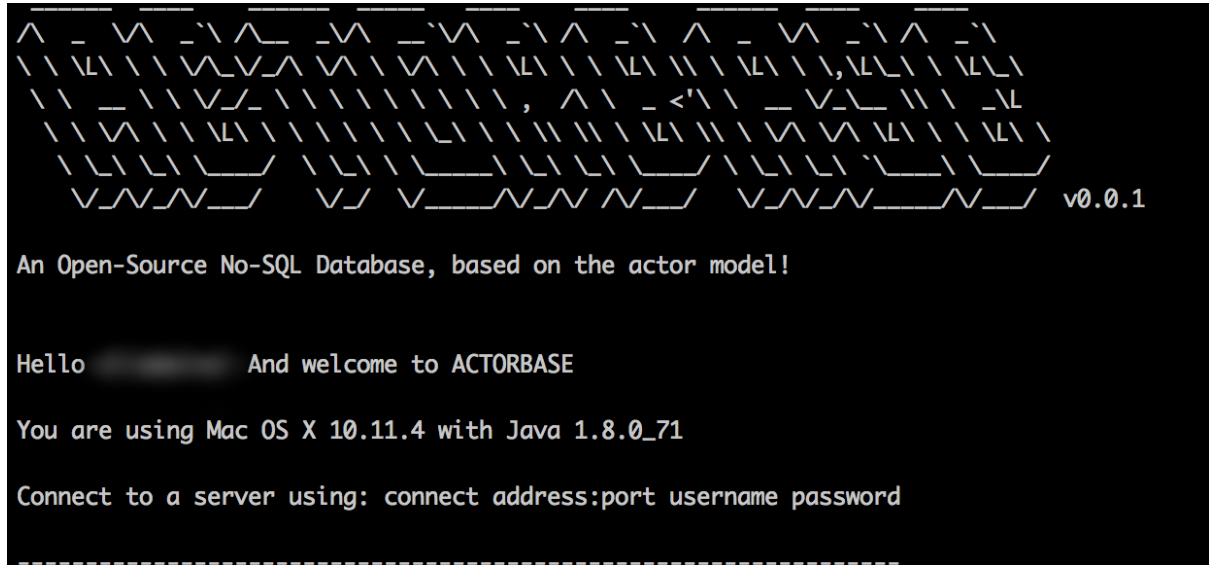 v0.0.1
An Open-Source No-SQL Database, based on the actor model!
Hello And welcome to ACTORBASE
You are using Mac OS X 10.11.4 with Java 1.8.0_71
Connect to a server using: connect address:port username password